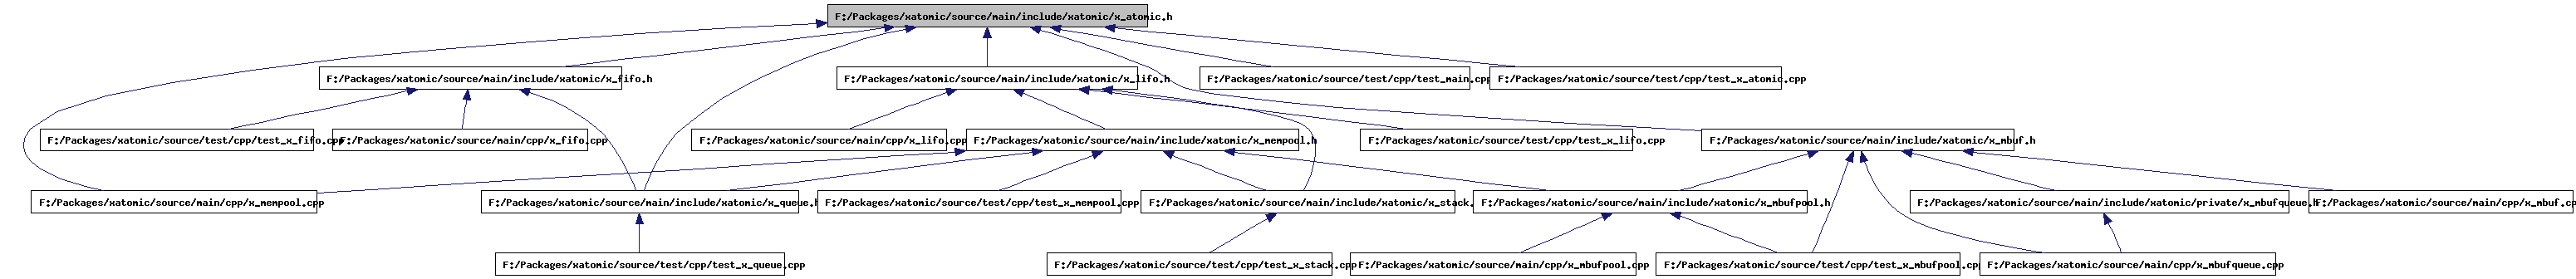 F:/Packages/xatomic/source/main/include/xatomic/x_atomic.h
F:/Packages/xatomic/source/main/include/xatomic/x_fifo.h
F:/Packages/xatomic/source/main/include/xatomic/x_lifo.h
F:/Packages/xatomic/source/test/cpp/test_main.cpp
F:/Packages/xatomic/source/test/cpp/test_x_atomic.cpp
F:/Packages/xatomic/source/test/cpp/test_x_fifo.cpp
F:/Packages/xatomic/source/main/cpp/x_fifo.cpp
F:/Packages/xatomic/source/main/cpp/x_lifo.cpp
F:/Packages/xatomic/source/main/include/xatomic/x_mempool.h
F:/Packages/xatomic/source/test/cpp/test_x_lifo.cpp
F:/Packages/xatomic/source/main/include/xatomic/x_mbuf.h
F:/Packages/xatomic/source/main/cpp/x_mempool.cpp
F:/Packages/xatomic/source/main/include/xatomic/x_queue.h
F:/Packages/xatomic/source/test/cpp/test_x_mempool.cpp
F:/Packages/xatomic/source/main/include/xatomic/x_stack.
F:/Packages/xatomic/source/main/include/xatomic/x_mbufpool.h
F:/Packages/xatomic/source/main/include/xatomic/private/x_mbufqueue.h
F:/Packages/xatomic/source/main/cpp/x_mbuf.cp
F:/Packages/xatomic/source/test/cpp/test_x_queue.cpp
F:/Packages/xatomic/source/test/cpp/test_x_stack.cpp
F:/Packages/xatomic/source/main/cpp/x_mbufpool.cpp
F:/Packages/xatomic/source/test/cpp/test_x_mbufpool.cpp
F:/Packages/xatomic/source/main/cpp/x_mbufqueue.cpp